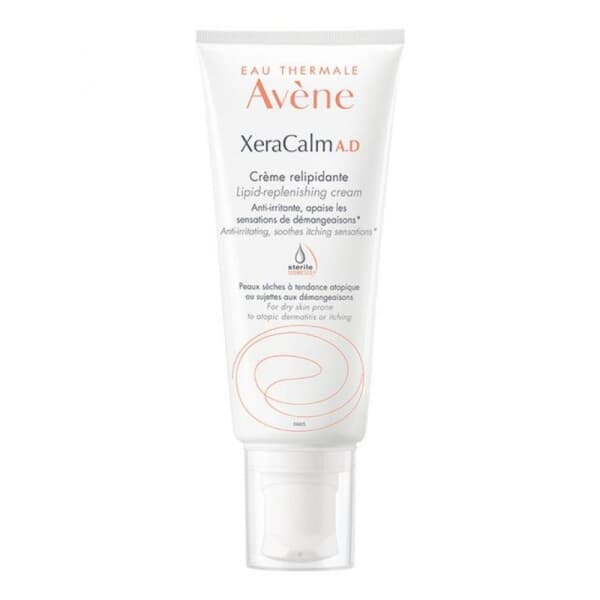 EAU THERMALE
Avène
XeraCalm A.D
Crème relipidante
Lipid-replenishing cream
Anti-irritante, apaise les
sensations de démangeaisons*
Anti-irritating, soothes itching sensations*
sterile
COSMETICS
Peaux sèches à tendance atopique
ou sujettes aux démangeaisons
For dry skin prone
to atopic dermatitis or itching
PARIS